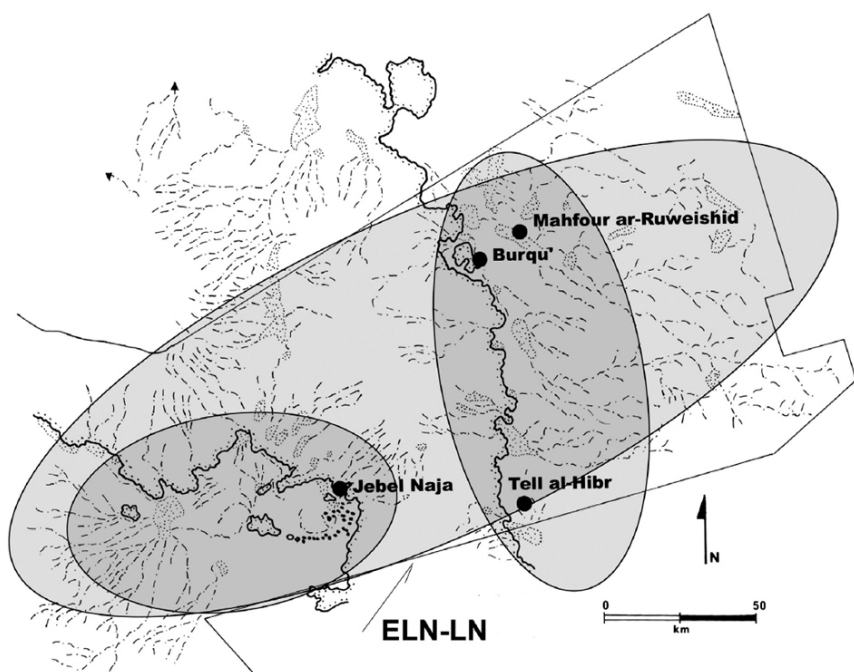 Mahfour ar-Ruweishid
Burqu'
Jebel Naja
Tell al-Hibr
N
0 50
km
ELN-LN